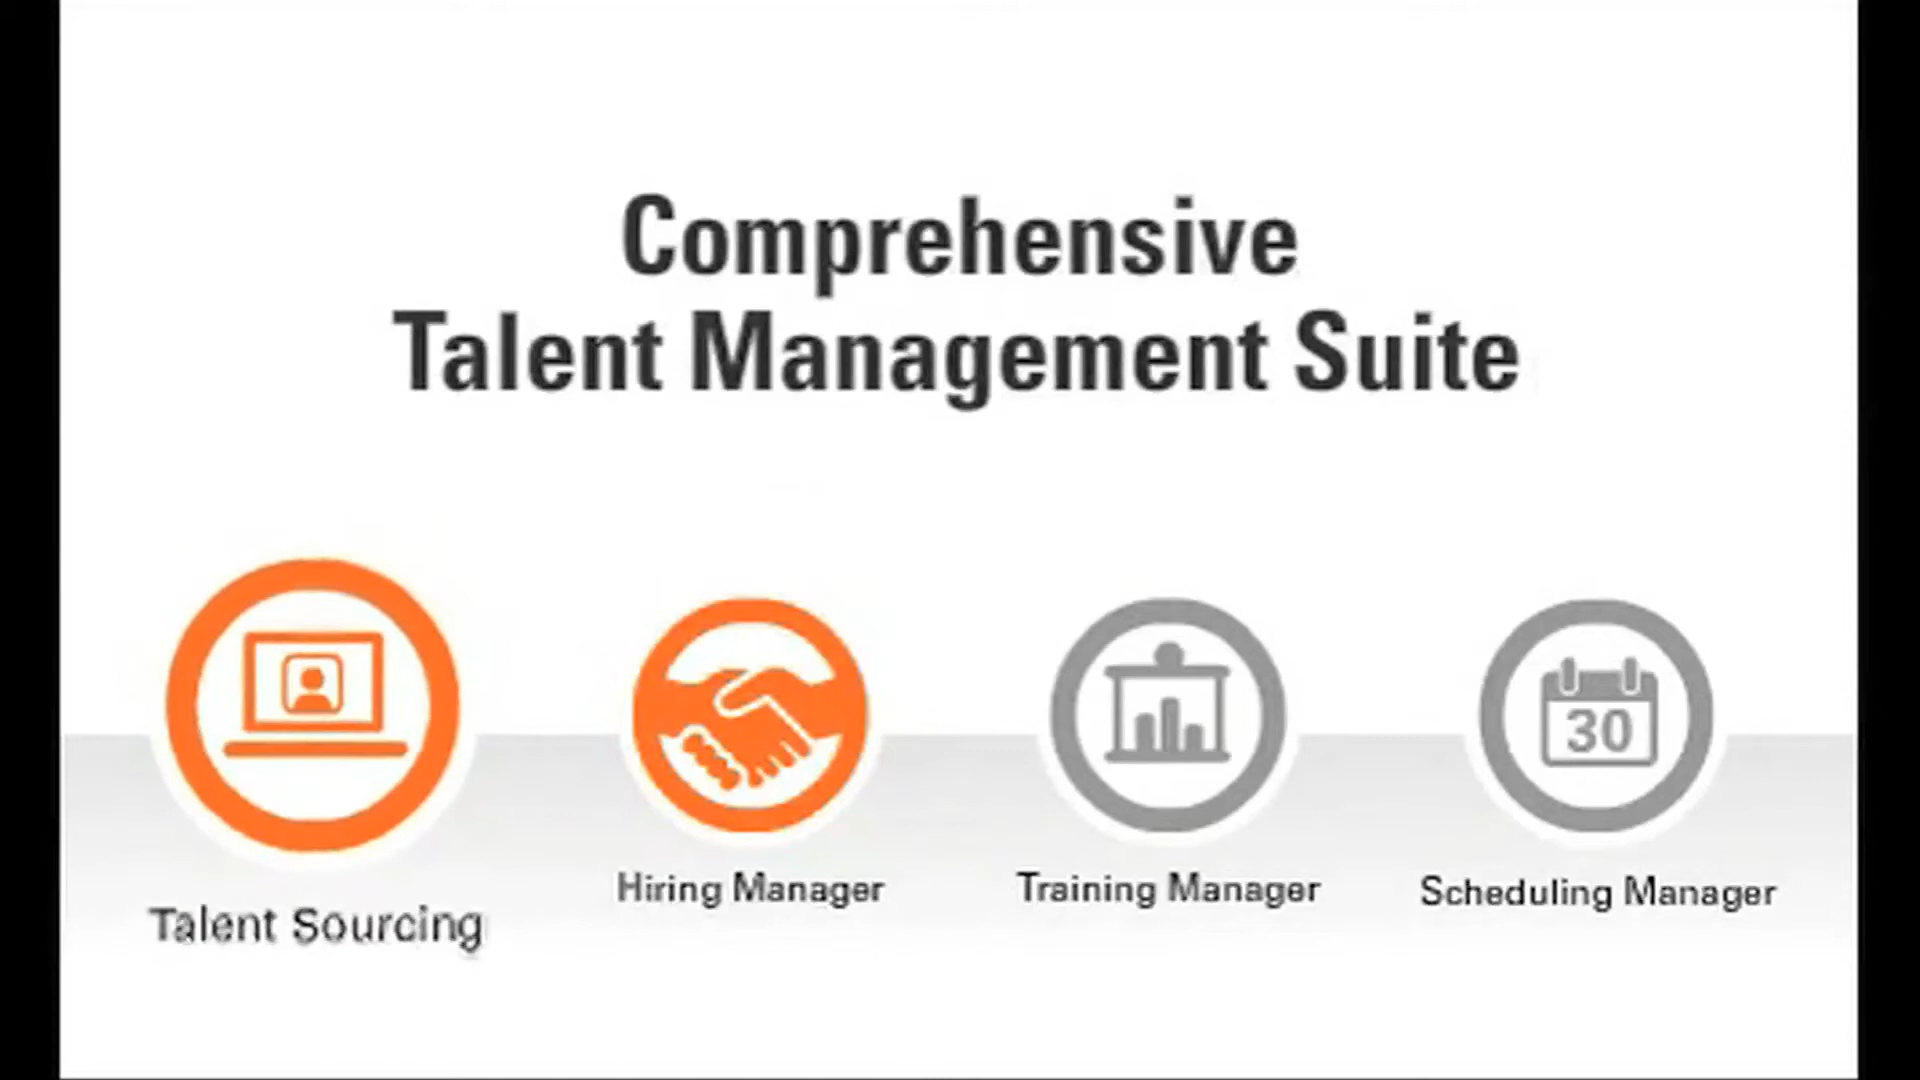 Comprehensive
Talent Management Suite
30
Talent Sourcing
Hiring Manager
Training Manager
Scheduling Manager